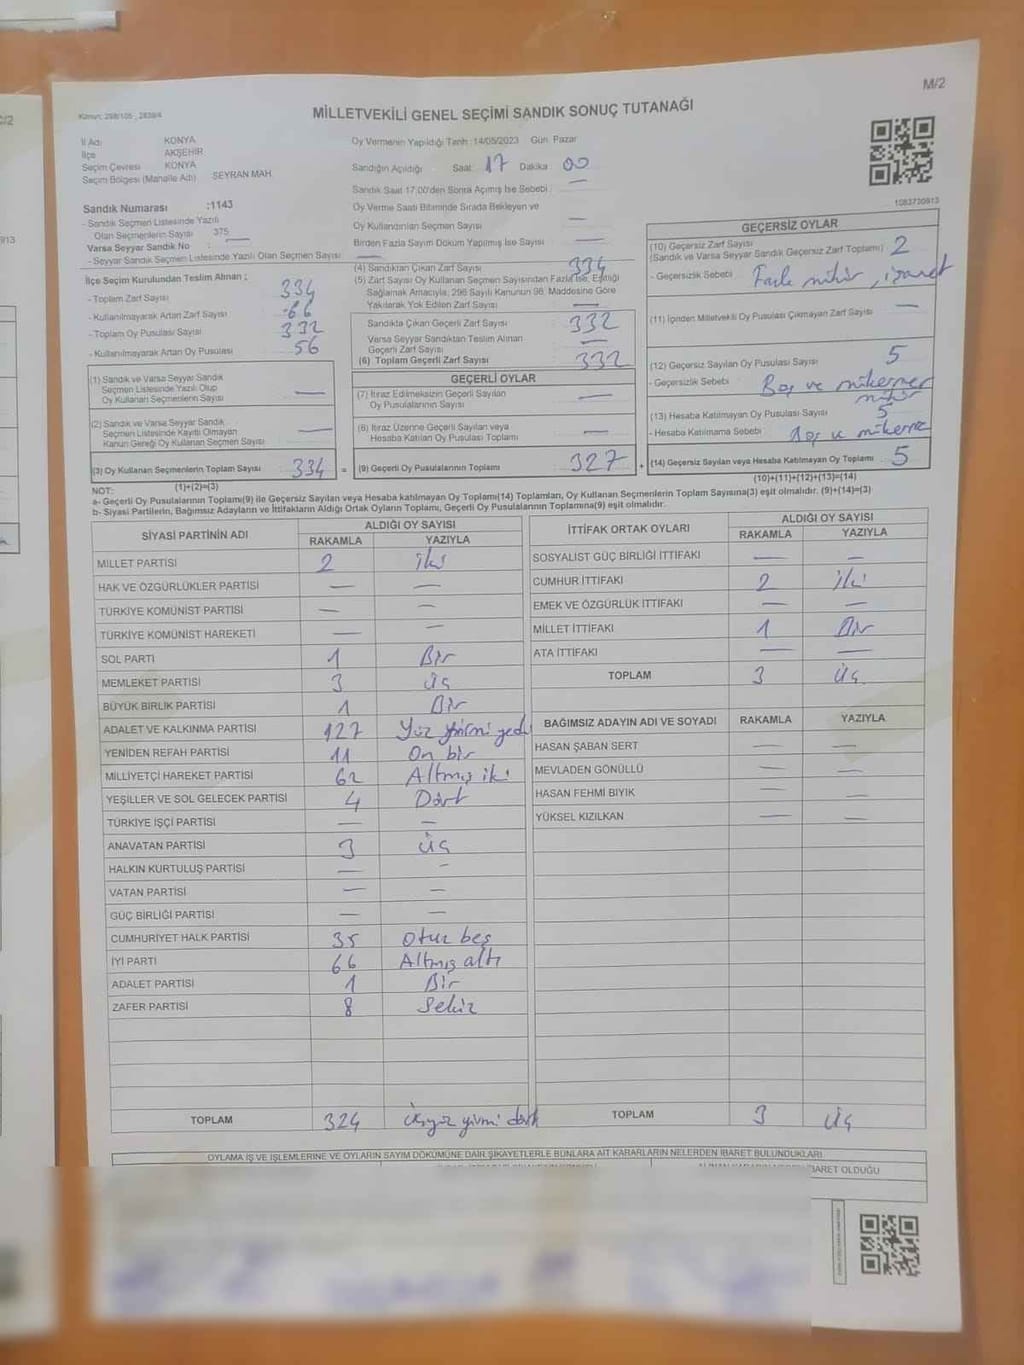 M/2
Kanun: 298/105 , 2839/4
MİLLETVEKİLİ GENEL SEÇİMİ SANDIK SONUÇ TUTANAĞI
İl Adı KONYA
İlçe AKŞEHİR
Seçim Çevresi KONYA
Seçim Bölgesi (Mahalle Adı) SEYRAN MAH.
Sandık Numarası :1143
- Sandık Seçmen Listesinde Yazılı
Olan Seçmenlerin Sayısı 375
Varsa Seyyar Sandık No : —
- Seyyar Sandık Seçmen Listesinde Yazılı Olan Seçmen Sayısı —
İlçe Seçim Kurulundan Teslim Alınan ;
- Toplam Zarf Sayısı 334
- Kullanılmayarak Artan Zarf Sayısı 66
- Toplam Oy Pusulası Sayısı 332
- Kullanılmayarak Artan Oy Pusulası 56
(1) Sandık ve Varsa Seyyar Sandık
Seçmen Listesinde Yazılı Olup
Oy Kullanan Seçmenlerin Sayısı —
(2) Sandık ve Varsa Seyyar Sandık
Seçmen Listesinde Kayıtlı Olmayan
Kanun Gereği Oy Kullanan Seçmen Sayısı —
(3) Oy Kullanan Seçmenlerin Toplam Sayısı 334 =
(1)+(2)=(3)
Oy Vermenin Yapıldığı Tarih :14/05/2023 Gün: Pazar
Sandığın Açıldığı Saat: 17 Dakika 00
Sandık Saat 17:00'den Sonra Açımış İse Sebebi : —
Oy Verme Saati Bitiminde Sırada Bekleyen ve
Oy Kullandırılan Seçmen Sayısı —
Birden Fazla Sayım Döküm Yapılmış İse Sayısı —
(4) Sandıktan Çıkan Zarf Sayısı 334
(5) Zarf Sayısı Oy Kullanan Seçmen Sayısından Fazla İse, Eşitliği
Sağlamak Amacıyla, 298 Sayılı Kanunun 98. Maddesine Göre
Yakılarak Yok Edilen Zarf Sayısı —
Sandıkta Çıkan Geçerli Zarf Sayısı 332
Varsa Seyyar Sandıktan Teslim Alınan
Geçerli Zarf Sayısı —
(6) Toplam Geçerli Zarf Sayısı 332
GEÇERLİ OYLAR
(7) İtiraz Edilmeksizin Geçerli Sayılan
Oy Pusulalarının Sayısı —
(8) İtiraz Üzerine Geçerli Sayılan veya
Hesaba Katılan Oy Pusulası Toplamı —
(9) Geçerli Oy Pusulalarının Toplamı 327 +
1083730913
GEÇERSİZ OYLAR
(10) Geçersiz Zarf Sayısı
(Sandık ve Varsa Seyyar Sandık Geçersiz Zarf Toplamı) 2
- Geçersizlik Sebebi Fazla mühür, işaret
(11) İçinden Milletvekili Oy Pusulası Çıkmayan Zarf Sayısı —
(12) Geçersiz Sayılan Oy Pusulası Sayısı 5
- Geçersizlik Sebebi Boş ve mükerrer
mühür
(13) Hesaba Katılmayan Oy Pusulası Sayısı 5
- Hesaba Katılmama Sebebi Boş ve mükerrer
(14) Geçersiz Sayılan veya Hesaba Katılmayan Oy Toplamı 5
(10)+(11)+(12)+(13)=(14)
NOT:
a- Geçerli Oy Pusulalarının Toplamı(9) ile Geçersiz Sayılan veya Hesaba katılmayan Oy Toplamı(14) Toplamları, Oy Kullanan Seçmenlerin Toplam Sayısına(3) eşit olmalıdır. (9)+(14)=(3)
b- Siyasi Partilerin, Bağımsız Adayların ve İttifakların Aldığı Ortak Oyların Toplamı, Geçerli Oy Pusulalarının Toplamına(9) eşit olmalıdır.
SİYASİ PARTİNİN ADI ALDIĞI OY SAYISI
RAKAMLA YAZIYLA
MİLLET PARTİSİ 2 iki
HAK VE ÖZGÜRLÜKLER PARTİSİ — —
TÜRKİYE KOMÜNİST PARTİSİ — —
TÜRKİYE KOMÜNİST HAREKETİ — —
SOL PARTİ 1 Bir
MEMLEKET PARTİSİ 3 üç
BÜYÜK BİRLİK PARTİSİ 1 Bir
ADALET VE KALKINMA PARTİSİ 127 Yüz yirmi yedi
YENİDEN REFAH PARTİSİ 11 On bir
MİLLİYETÇİ HAREKET PARTİSİ 62 Altmış iki
YEŞİLLER VE SOL GELECEK PARTİSİ 4 Dört
TÜRKİYE İŞÇİ PARTİSİ — —
ANAVATAN PARTİSİ 3 üç
HALKIN KURTULUŞ PARTİSİ — —
VATAN PARTİSİ — —
GÜÇ BİRLİĞİ PARTİSİ — —
CUMHURİYET HALK PARTİSİ 35 Otuz beş
İYİ PARTİ 66 Altmış altı
ADALET PARTİSİ 1 Bir
ZAFER PARTİSİ 8 Sekiz
TOPLAM 324 üçyüz yirmi dört
İTTİFAK ORTAK OYLARI ALDIĞI OY SAYISI
RAKAMLA YAZIYLA
SOSYALIST GÜÇ BİRLİĞİ İTTİFAKI — —
CUMHUR İTTİFAKI 2 iki
EMEK VE ÖZGÜRLÜK İTTİFAKI — —
MİLLET İTTİFAKI 1 Bir
ATA İTTİFAKI — —
TOPLAM 3 üç
BAĞIMSIZ ADAYIN ADI VE SOYADI RAKAMLA YAZIYLA
HASAN ŞABAN SERT — —
MEVLADEN GÖNÜLLÜ — —
HASAN FEHMİ BIYIK — —
YÜKSEL KIZILKAN — —
TOPLAM 3 üç
OYLAMA İŞ VE İŞLEMLERİNE VE OYLARIN SAYIM DÖKÜMÜNE DAİR ŞİKAYETLERLE BUNLARA AİT KARARLARIN NELERDEN İBARET BULUNDUKLARI
BARET OLDUĞU